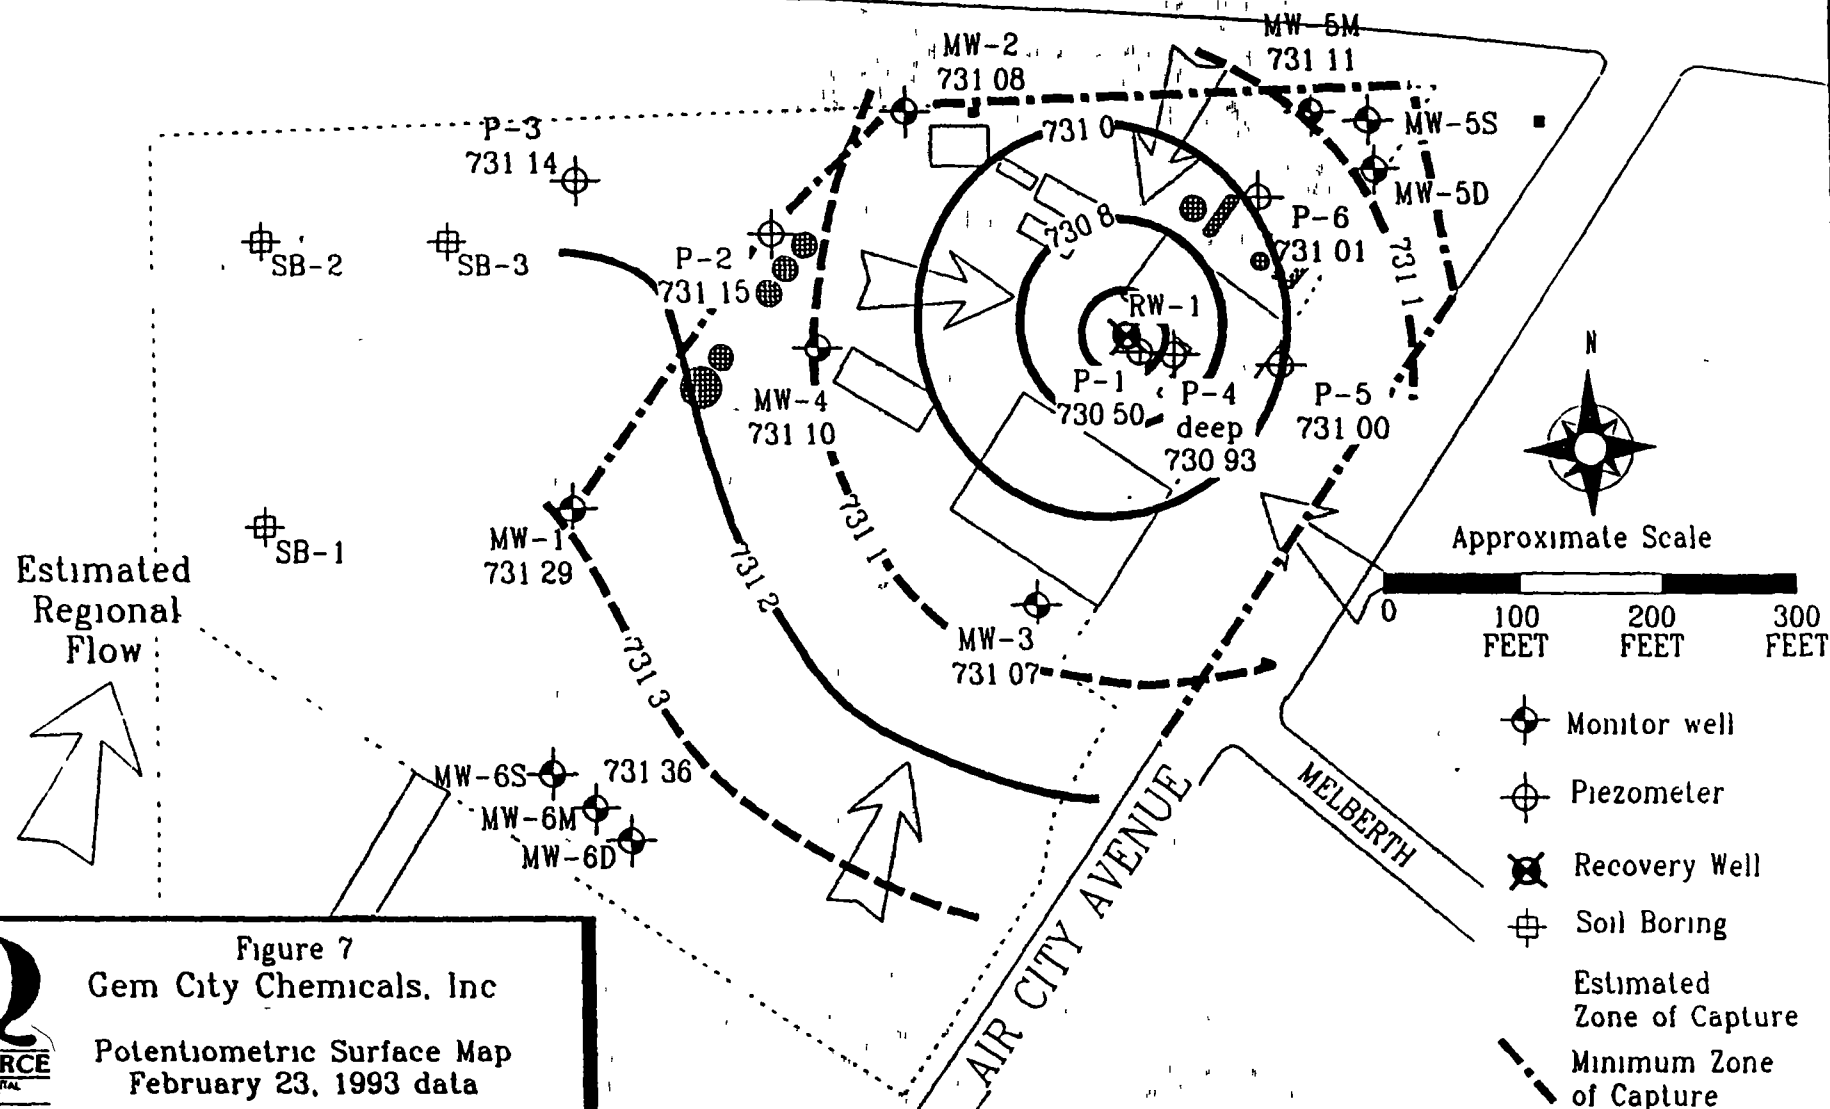 MW-2
731 08
MW-5M
731 11
P-3
731 14
731 0
MW-5S
MW-5D
SB-2
SB-3
P-2
731 15
730 8
P-6
731 01
731 1
RW-1
N
MW-4
731 10
P-1
730 50
P-4
deep
730 93
P-5
731 00
MW-1
731 29
SB-1
731 1
731 2
Approximate Scale
0
100
FEET
200
FEET
300
FEET
Estimated
Regional
Flow
MW-3
731 07
731 3
MW-6S
731 36
MW-6M
MW-6D
MELBERTH
AIR CITY AVENUE
Monitor well
Piezometer
Recovery Well
Soil Boring
Estimated
Zone of Capture
Minimum Zone
of Capture
Figure 7
Gem City Chemicals, Inc
Potentiometric Surface Map
February 23, 1993 data
RCE